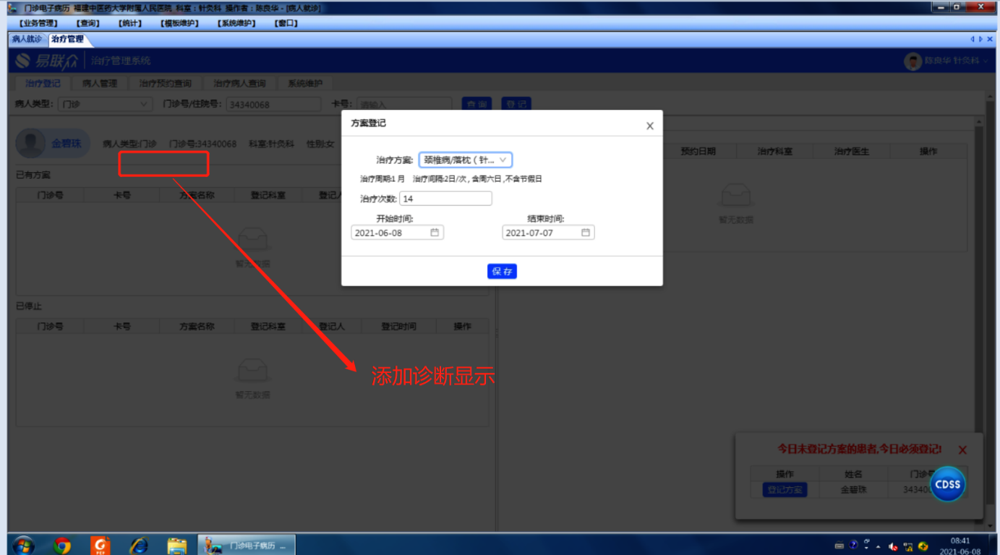 门诊电子病历 福建中医药大学附属人民医院 科室：针灸科 操作者：陈良华 - [病人就诊]
【业务管理】 【查询】 【统计】 【模板维护】 【系统维护】 【窗口】
病人就诊 治疗管理
易联众 治疗管理系统 陈良华 针灸科
治疗登记 病人管理 治疗预约查询 治疗病人查询 系统维护
病人类型: 门诊 门诊号/住院号: 34340068 卡号: 请输入 查 询 登 记
方案登记
金碧珠 病人类型:门诊 门诊号:34340068 科室:针灸科 性别:女
预约日期 治疗科室 治疗医生 操作
暂无数据
治疗方案: 颈椎病/落枕（针...
治疗周期:1 月 治疗间隔:2日/次 , 含周六日 ,不含节假日
治疗次数: 14
开始时间: 结束时间:
2021-06-08 2021-07-07
保 存
已有方案
门诊号 卡号 方案名称 登记科室 登记人
暂无数据
已停止
门诊号 卡号 方案名称 登记科室 登记人 登记时间 操作
暂无数据
添加诊断显示
今日未登记方案的患者,今日必须登记!
操作 姓名 门诊号
登记方案 金碧珠 34340
CDSS
门诊电子病历 ...
08:41
2021-06-08